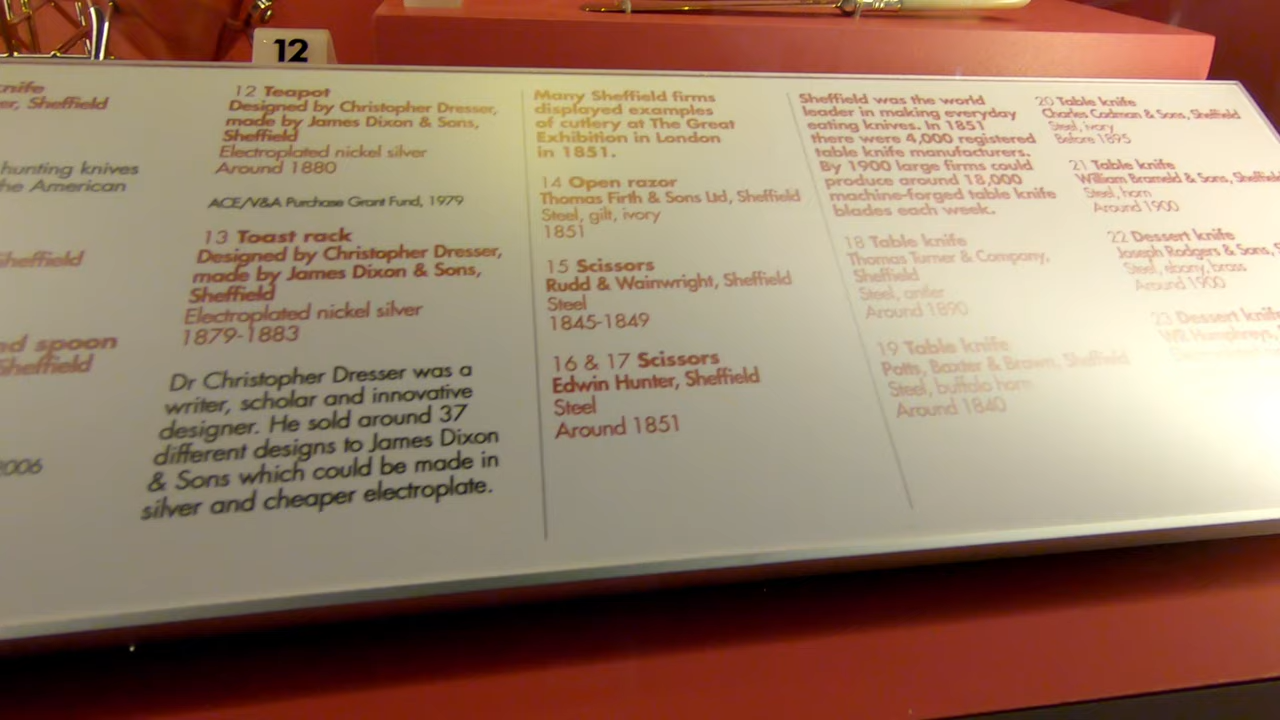 12
knife
er, Sheffield
hunting knives
he American
Sheffield
nd spoon
Sheffield
2006
12 Teapot
Designed by Christopher Dresser,
made by James Dixon & Sons,
Sheffield
Electroplated nickel silver
Around 1880
ACE/V&A Purchase Grant Fund, 1979
13 Toast rack
Designed by Christopher Dresser,
made by James Dixon & Sons,
Sheffield
Electroplated nickel silver
1879-1883
Dr Christopher Dresser was a
writer, scholar and innovative
designer. He sold around 37
different designs to James Dixon
& Sons which could be made in
silver and cheaper electroplate.
Many Sheffield firms
displayed examples
of cutlery at The Great
Exhibition in London
in 1851.
14 Open razor
Thomas Firth & Sons Ltd, Sheffield
Steel, gilt, ivory
1851
15 Scissors
Rudd & Wainwright, Sheffield
Steel
1845-1849
16 & 17 Scissors
Edwin Hunter, Sheffield
Steel
Around 1851
Sheffield was the world
leader in making everyday
eating knives. In 1851
there were 4,000 registered
table knife manufacturers.
By 1900 large firms could
produce around 18,000
machine-forged table knife
blades each week.
18 Table knife
Thomas Turner & Company,
Sheffield
Steel, antler
Around 1890
19 Table knife
Potts, Baxter & Brown, Sheffield
Steel, buffalo horn
Around 1840
20 Table knife
Charles Cadman & Sons, Sheffield
Steel, ivory
Before 1895
21 Table knife
William Brameld & Sons, Sheffield
Steel, horn
Around 1900
22 Dessert knife
Joseph Rodgers & Sons,
Steel, ebony, brass
Around 1900
23 Dessert knife
Will Humphreys,